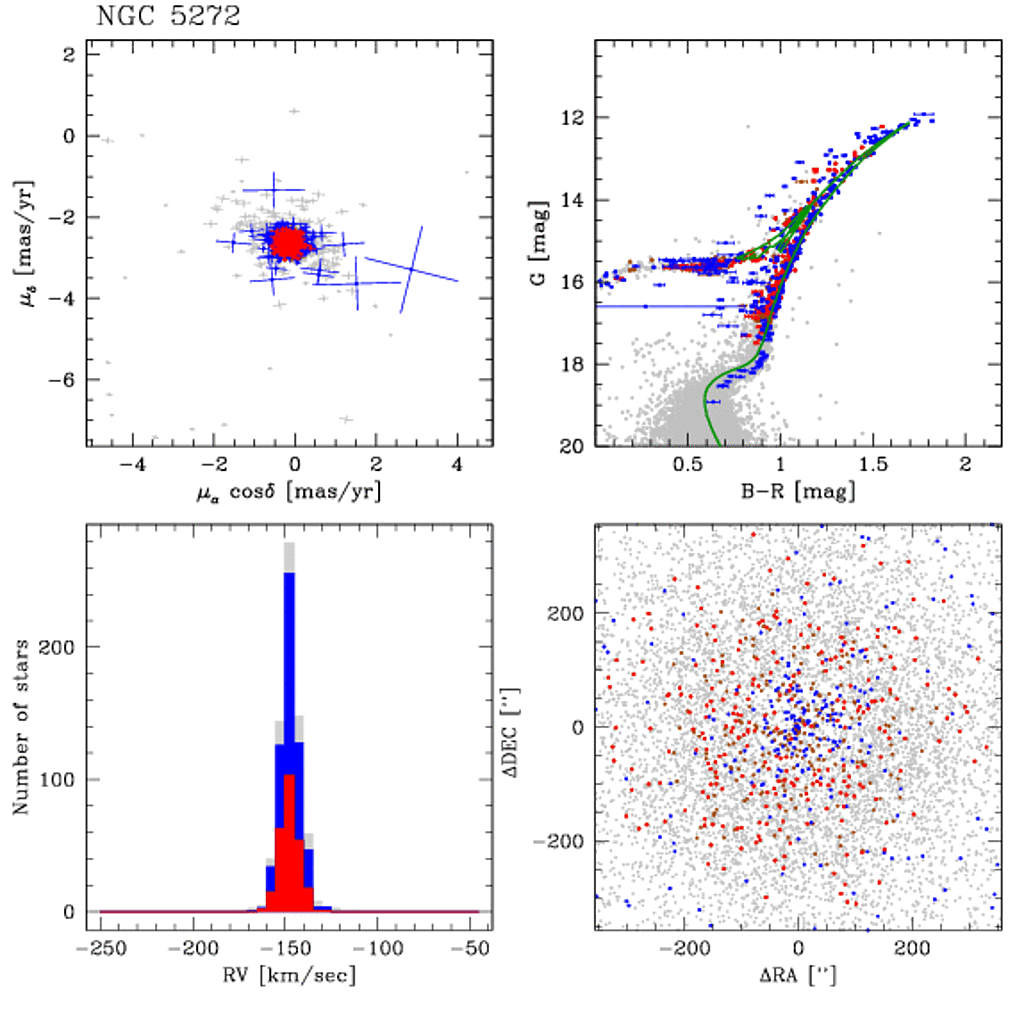 NGC 5272
2
0
−2
−4
−6
μδ [mas/yr]
−4 −2 0 2 4
μα cosδ [mas/yr]
12
14
16
18
20
G [mag]
0.5 1 1.5 2
B−R [mag]
200
100
0
Number of stars
−250 −200 −150 −100 −50
RV [km/sec]
200
0
−200
ΔDEC ["]
−200 0 200
ΔRA ["]